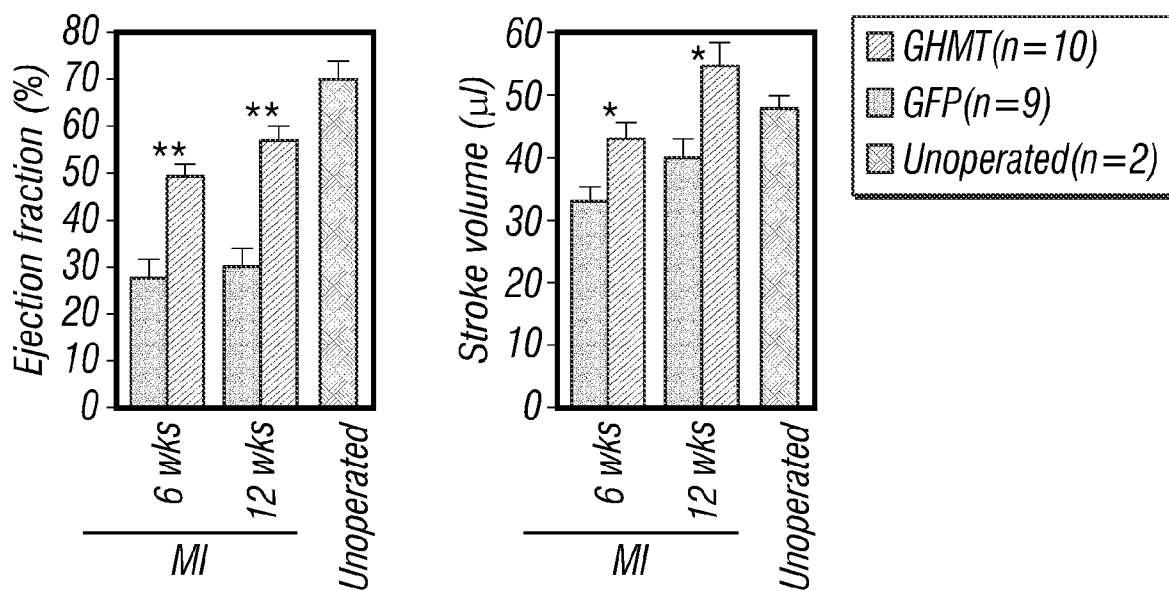 Ejection fraction (%)
80
70
60
50
40
30
20
10
0
**
**
6 wks
12 wks
Unoperated
MI
Stroke volume (µl)
60
50
40
30
20
10
0
*
*
6 wks
12 wks
Unoperated
MI
GHMT(n=10)
GFP(n=9)
Unoperated(n=2)